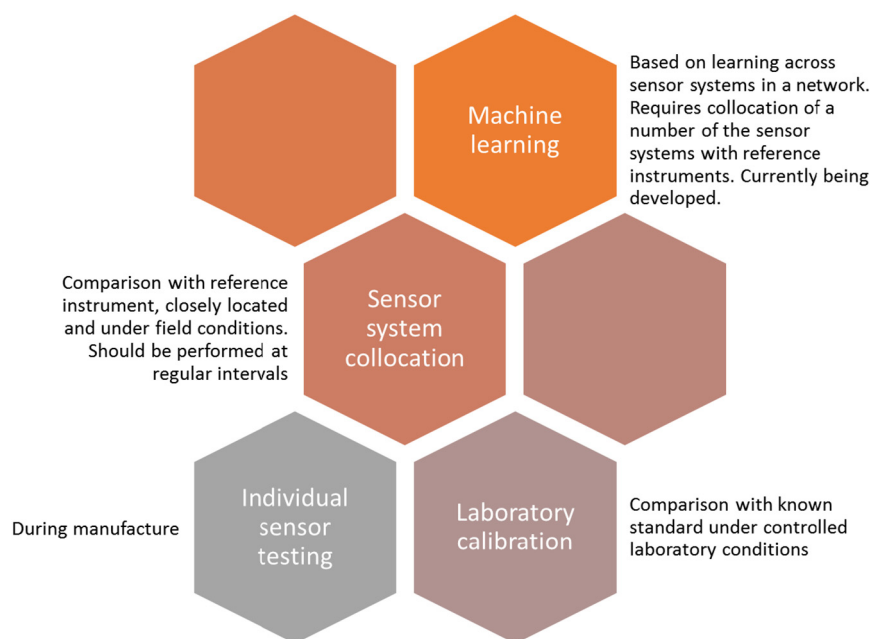 Machine
learning
Based on learning across
sensor systems in a network.
Requires collocation of a
number of the sensor
systems with reference
instruments. Currently being
developed.
Comparison with reference
instrument, closely located
and under field conditions.
Should be performed at
regular intervals
Sensor
system
collocation
During manufacture
Individual
sensor
testing
Laboratory
calibration
Comparison with known
standard under controlled
laboratory conditions